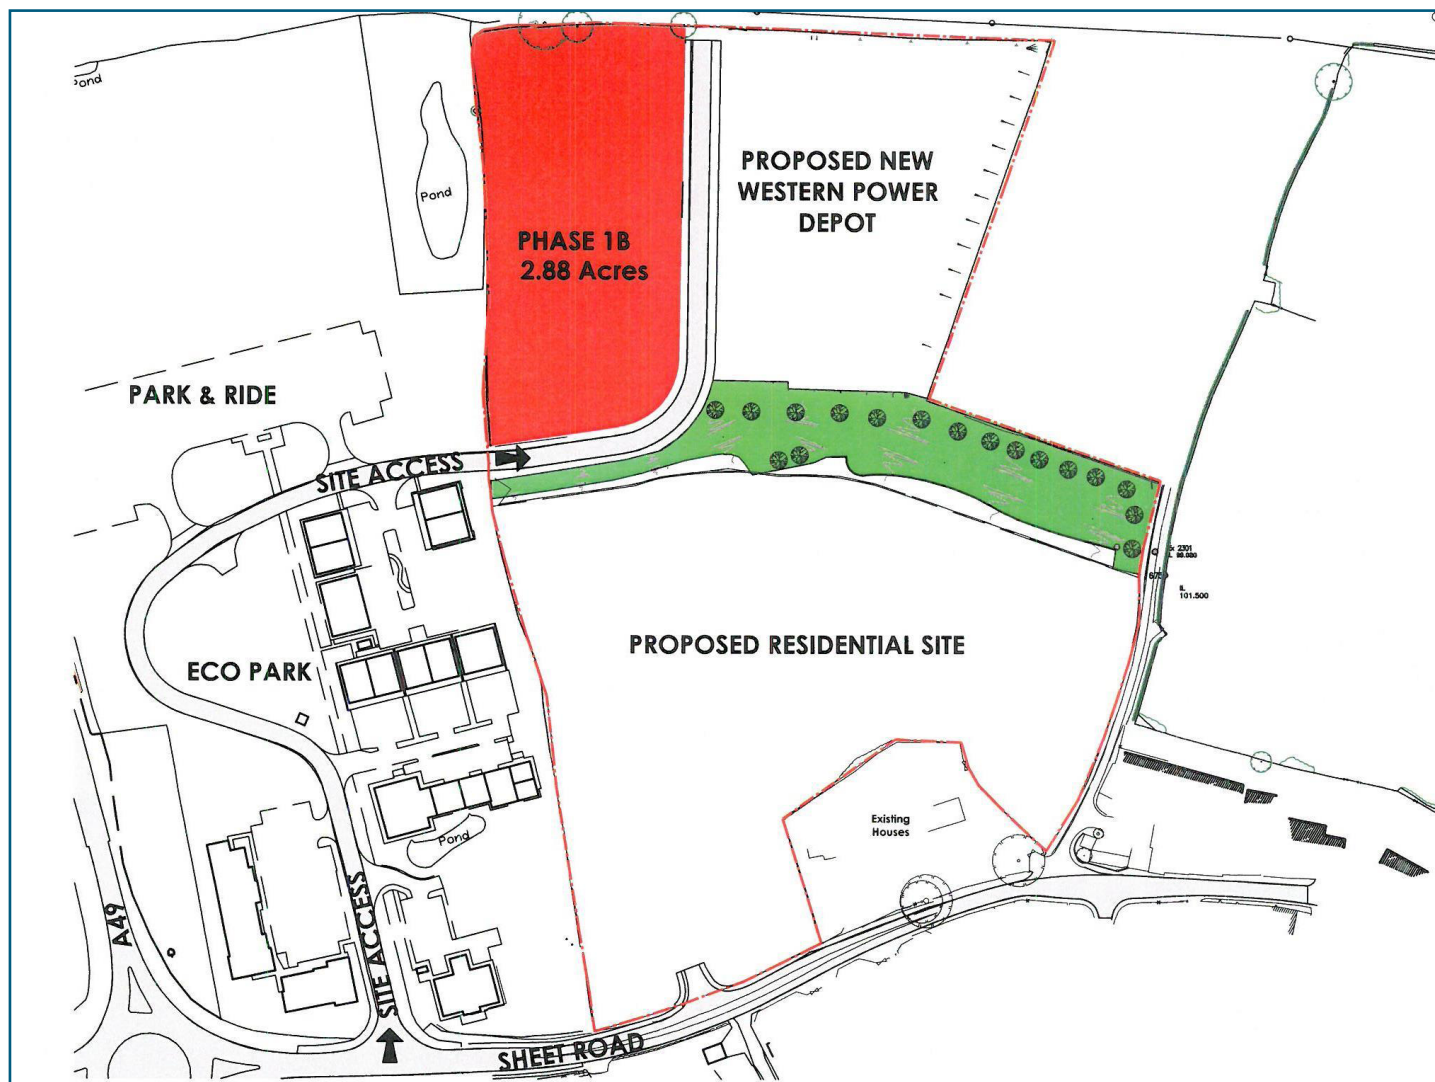 Pond
PROPOSED NEW
WESTERN POWER
DEPOT
Pond
PHASE 1B
2.88 Acres
PARK & RIDE
SITE ACCESS
2301
101.500
PROPOSED RESIDENTIAL SITE
ECO PARK
Existing
Houses
Pond
A49
SITE ACCESS
SHEET ROAD